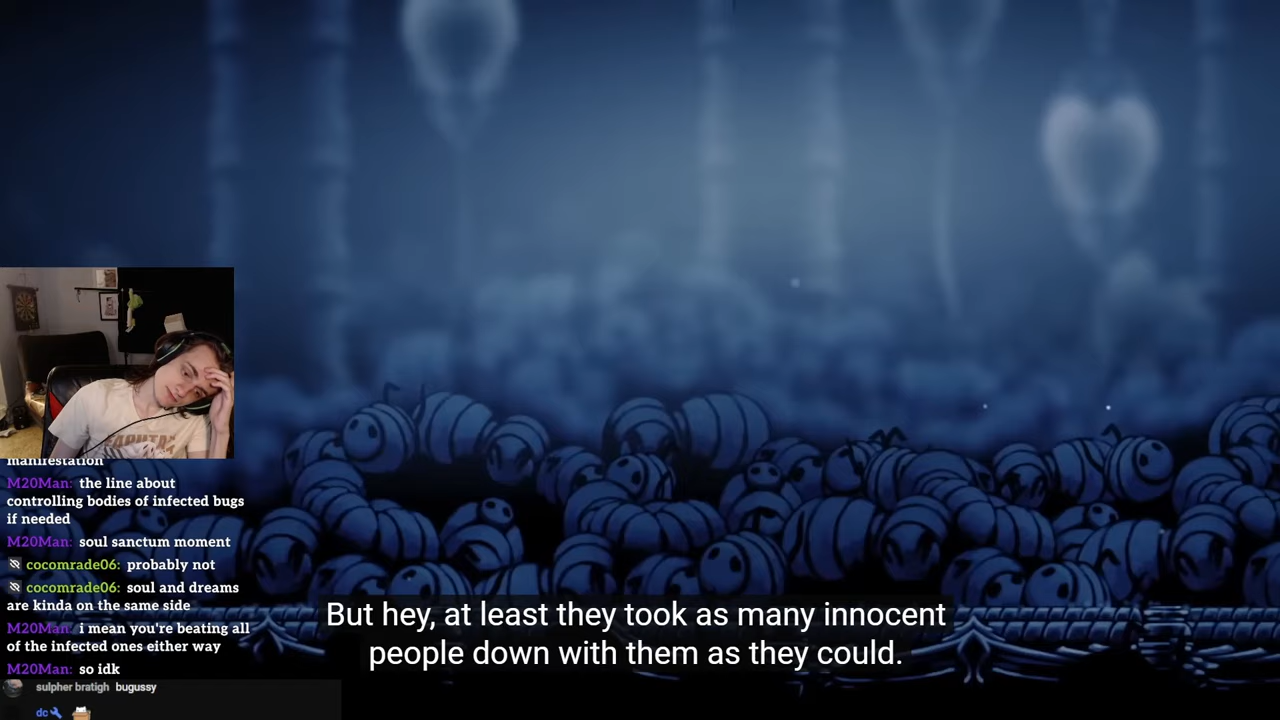 manifestation
M20Man: the line about
controlling bodies of infected bugs
if needed
M20Man: soul sanctum moment
cocomrade06: probably not
cocomrade06: soul and dreams
are kinda on the same side
M20Man: i mean you're beating all
of the infected ones either way
M20Man: so idk
sulpher bratigh bugussy
dc
But hey, at least they took as many innocent
people down with them as they could.